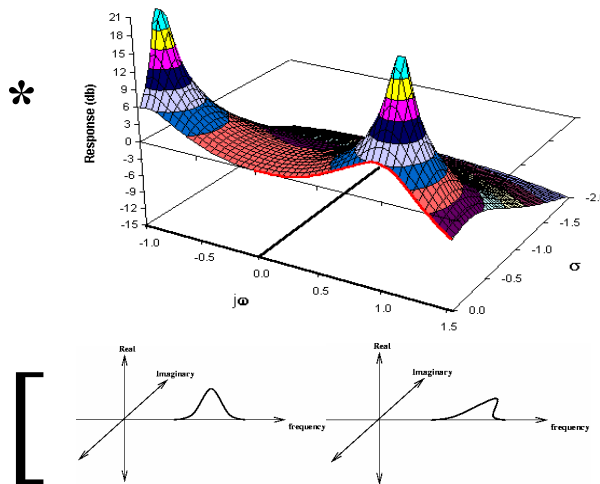 21
18
15
12
9
6
3
0
-3
-6
-9
-12
-15
Response (db)
*
-1.0
-0.5
0.0
0.5
1.0
1.5
jω
0.0
-0.5
-1.0
-1.5
-2.0
σ
[
Real
Imaginary
frequency
Real
Imaginary
frequency